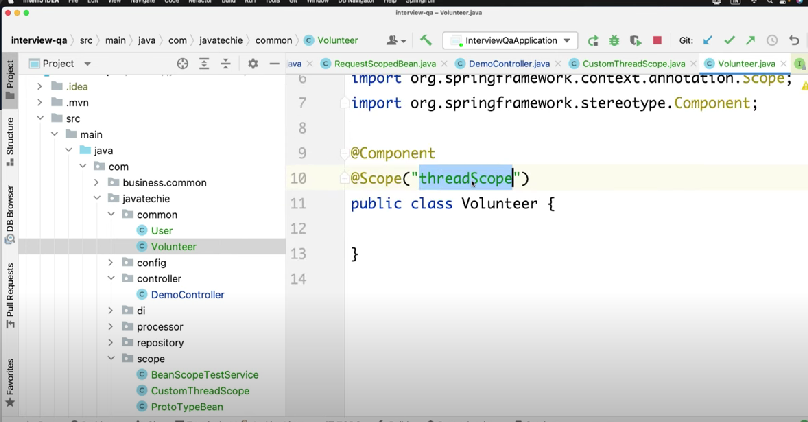 interview-qa – Volunteer.java
interview-qa › src › main › java › com › javatechie › common › Volunteer
InterviewQaApplication
Git:
Project
java
RequestScopedBean.java
DemoController.java
CustomThreadScope.java
Volunteer.java
Project
Structure
DB Browser
Pull Requests
Favorites
.idea
.mvn
src
main
java
com
business.common
javatechie
common
User
Volunteer
config
controller
DemoController
di
processor
repository
scope
BeanScopeTestService
CustomThreadScope
ProtoTypeBean
6 import org.springframework.context.annotation.Scope;
7 import org.springframework.stereotype.Component;
8
9 @Component
10 @Scope("threadScope")
11 public class Volunteer {
12
13 }
14